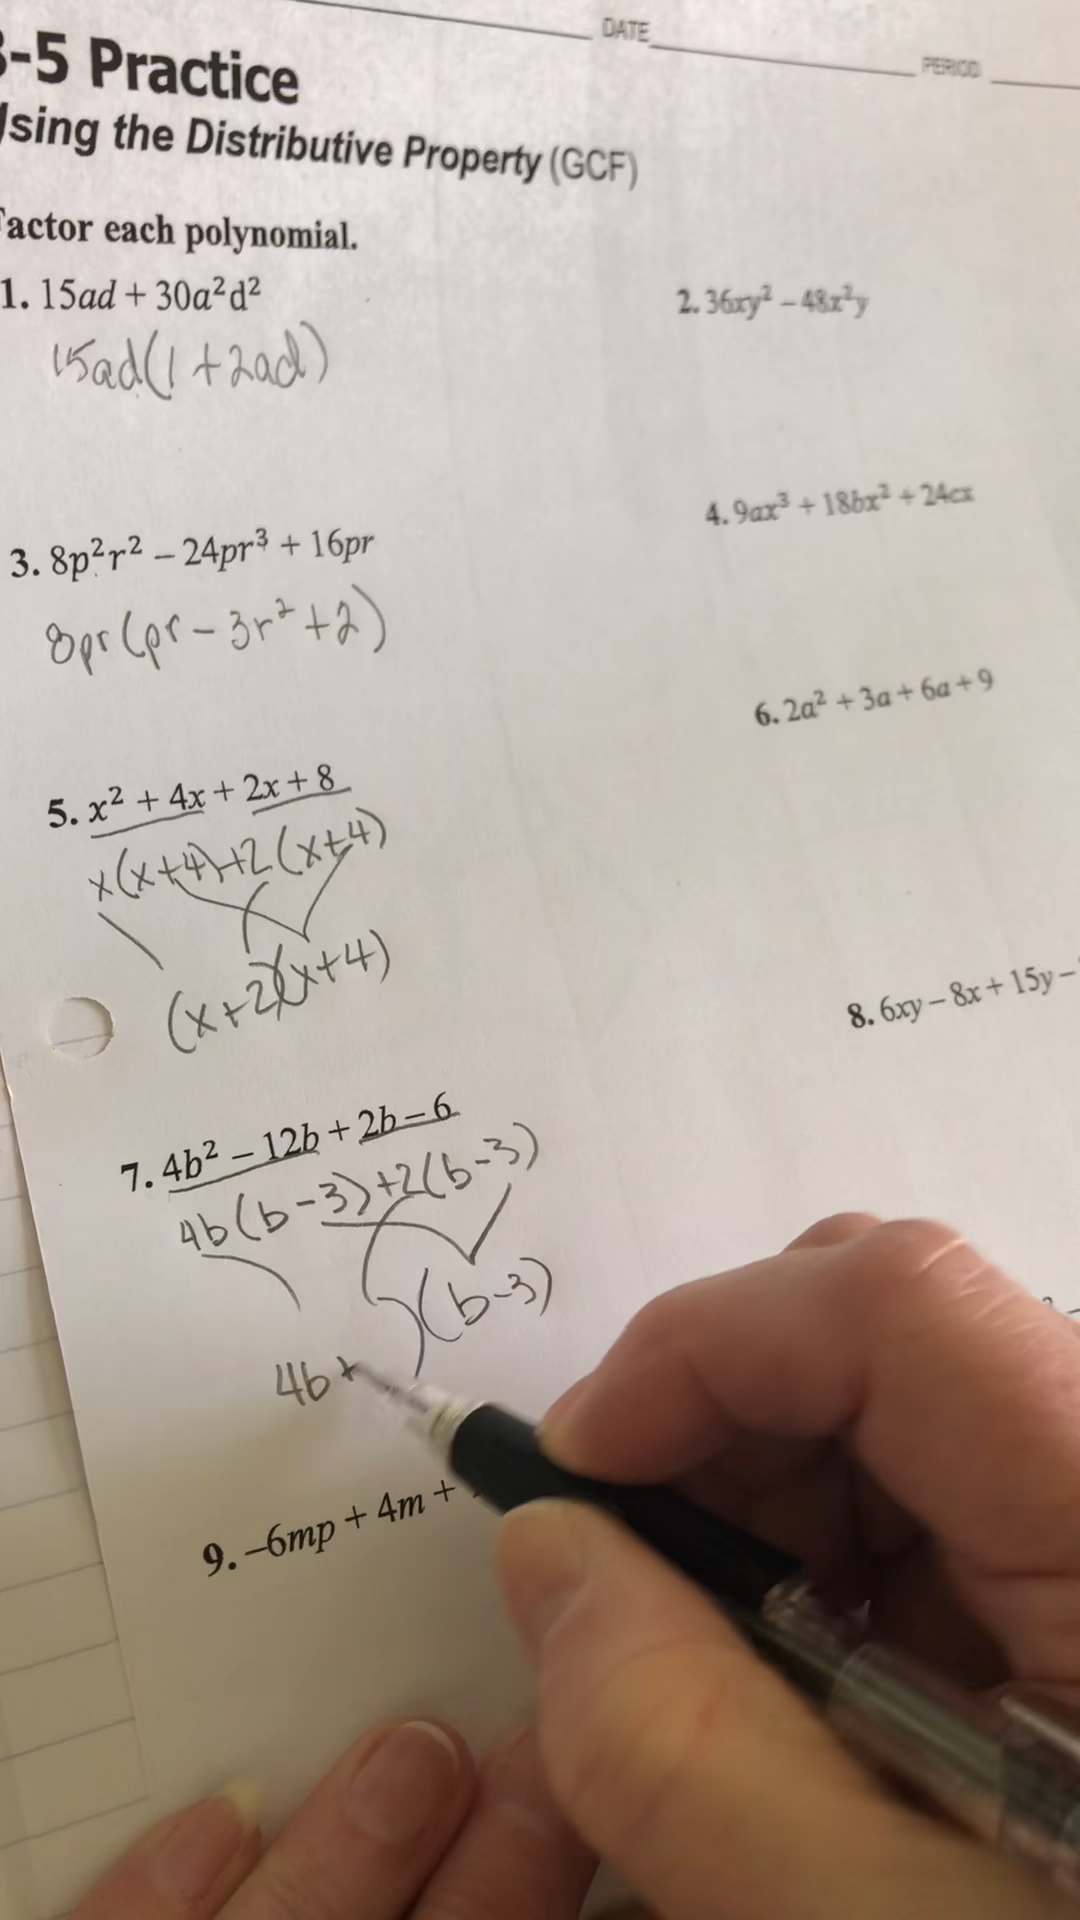 DATE PERIOD
-5 Practice
sing the Distributive Property (GCF)
actor each polynomial.
1. 15ad + 30a²d²
15ad(1 + 2ad)
2. 36xy² – 48x²y
3. 8p²r² – 24pr³ + 16pr
8pr(pr – 3r² + 2)
4. 9ax³ + 18bx² + 24cx
5. x² + 4x + 2x + 8
x(x+4)+2(x+4)
(x+2)(x+4)
6. 2a² + 3a + 6a + 9
7. 4b² – 12b + 2b – 6
4b(b-3)+2(b-3)
)(b-3)
4b+
8. 6xy – 8x + 15y –
9. –6mp + 4m +